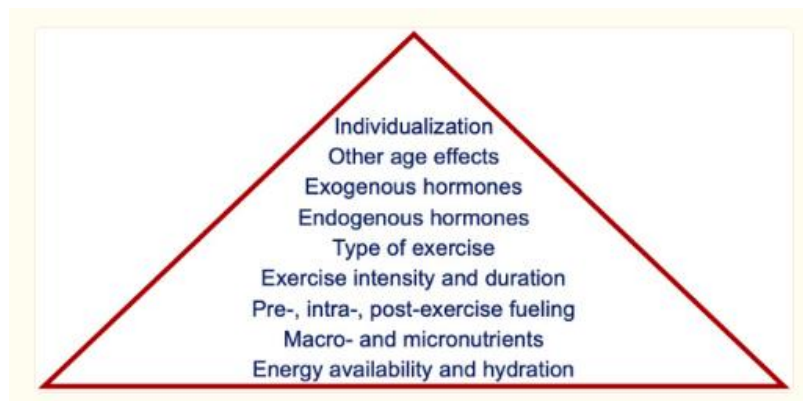 Individualization
Other age effects
Exogenous hormones
Endogenous hormones
Type of exercise
Exercise intensity and duration
Pre-, intra-, post-exercise fueling
Macro- and micronutrients
Energy availability and hydration